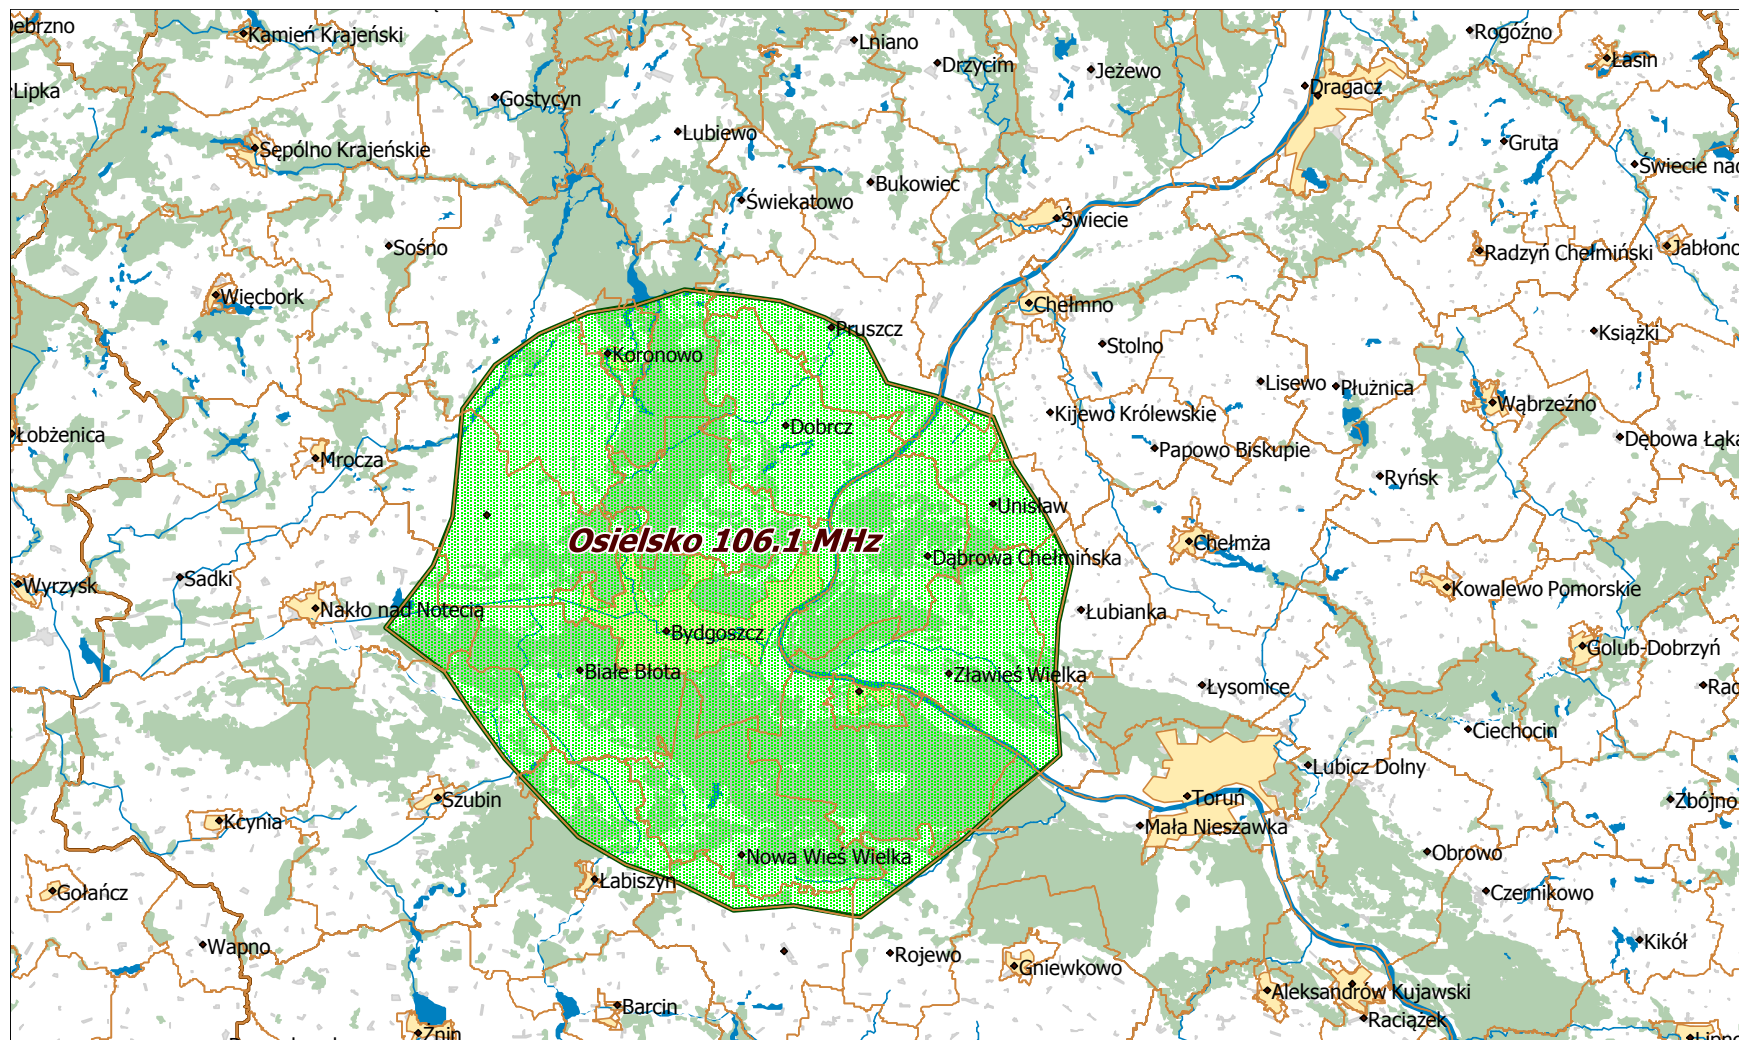 Debrzno
Kamień Krajeński
Lniano
Rogóźno
Drzycim
Łasin
Jeżewo
Lipka
Dragacz
Gostycyn
Lubiewo
Gruta
Sępólno Krajeńskie
Świecie nad
Bukowiec
Świekatowo
Świecie
Sośno
Radzyń Chełmiński
Jabłono
Więcbork
Chełmno
Pruszcz
Książki
Stolno
Koronowo
Lisewo
Płużnica
Wąbrzeźno
Kijewo Królewskie
Dobrcz
Łobżenica
Dębowa Łąka
Papowo Biskupie
Mrocza
Ryńsk
Unisław
Osielsko 106.1 MHz
Chełmża
Dąbrowa Chełmińska
Sadki
Wyrzysk
Kowalewo Pomorskie
Nakło nad Notecią
Łubianka
Bydgoszcz
Golub-Dobrzyń
Białe Błota
Zławieś Wielka
Łysomice
Rad
Ciechocin
Lubicz Dolny
Szubin
Toruń
Zbójno
Kcynia
Mała Nieszawka
Obrowo
Nowa Wieś Wielka
Łabiszyn
Gołańcz
Czernikowo
Kikół
Wapno
Rojewo
Gniewkowo
Aleksandrów Kujawski
Barcin
Raciążek
Żnin
Lipno